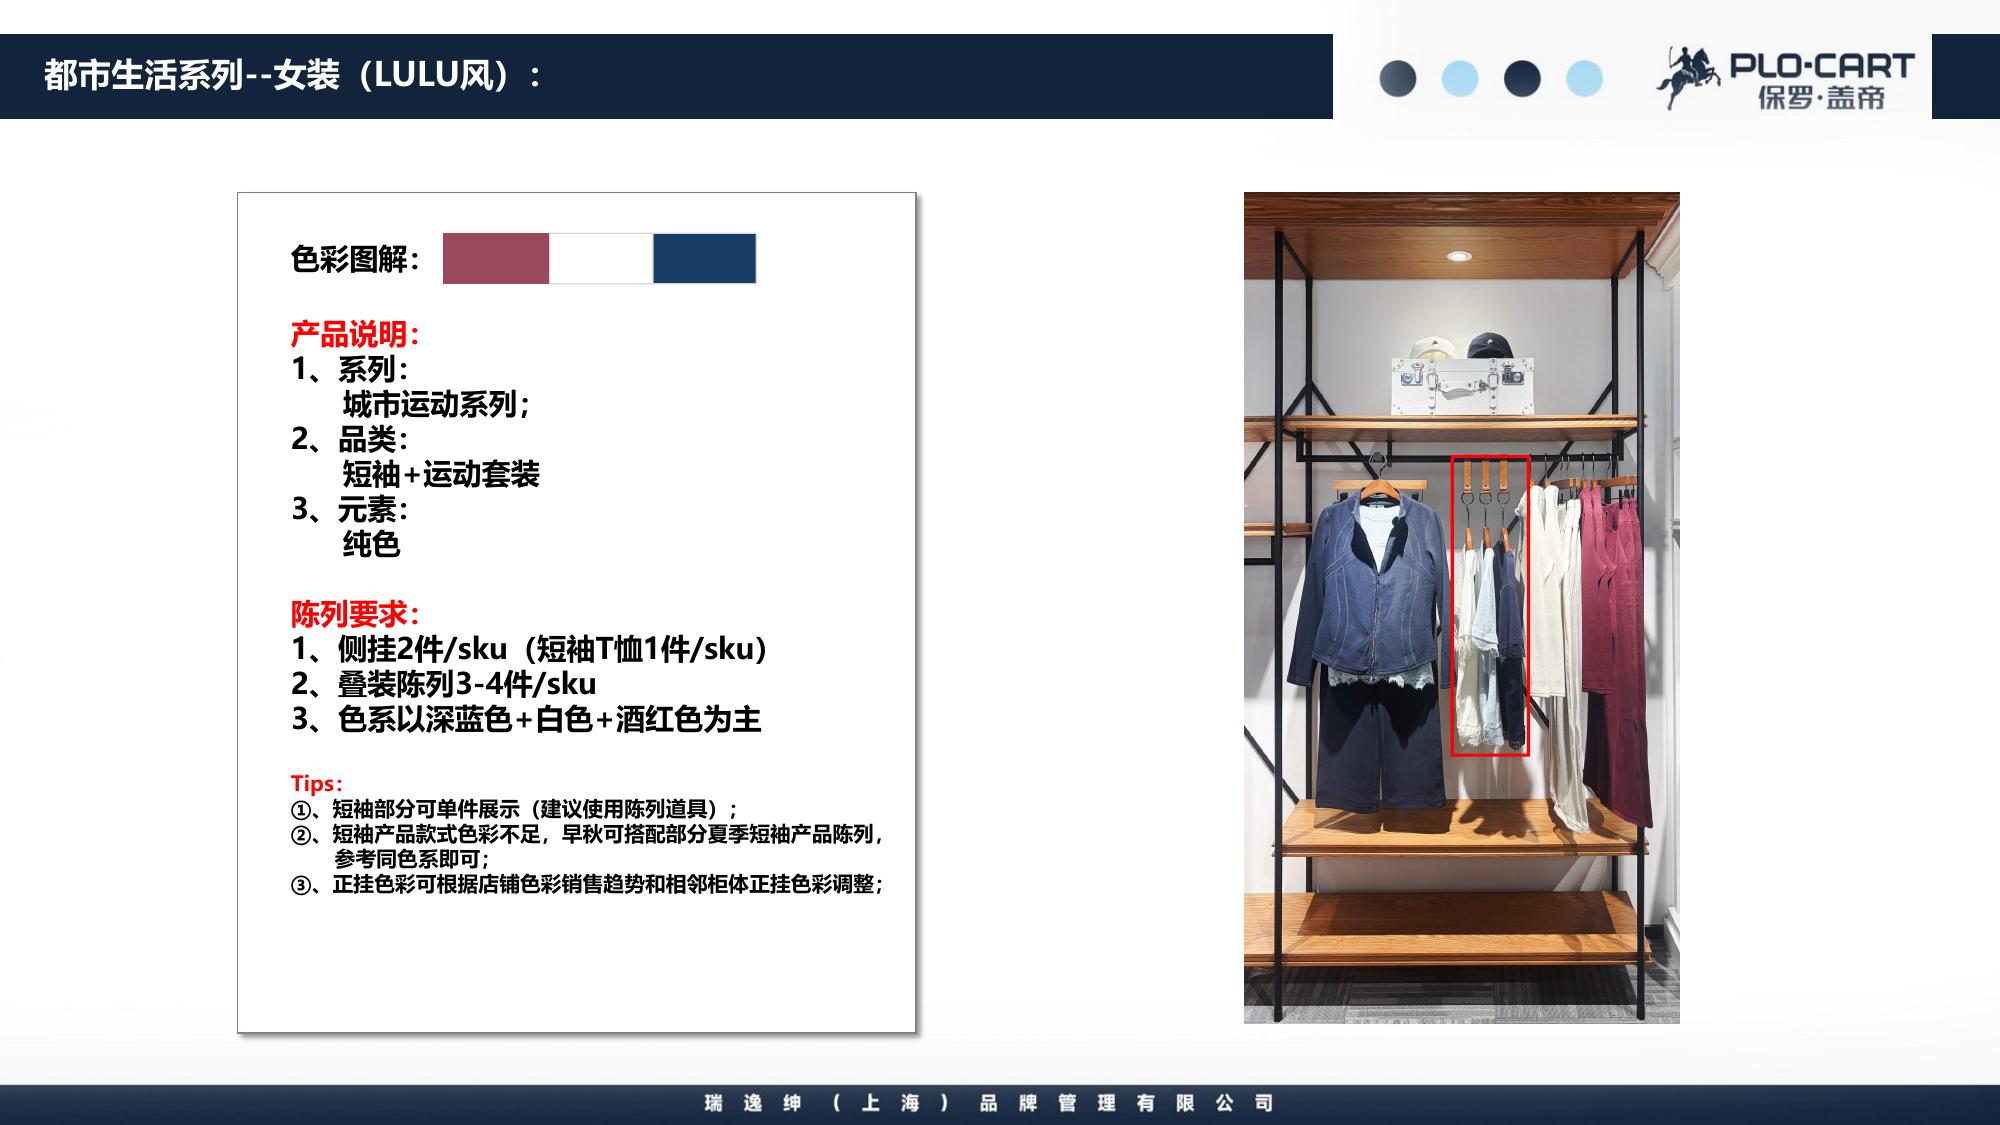 都市生活系列--女装（LULU风）：
PLO·CART
保罗·盖帝
色彩图解：
产品说明：
1、系列：
城市运动系列；
2、品类：
短袖+运动套装
3、元素：
纯色
陈列要求：
1、侧挂2件/sku（短袖T恤1件/sku）
2、叠装陈列3-4件/sku
3、色系以深蓝色+白色+酒红色为主
Tips：
①、短袖部分可单件展示（建议使用陈列道具）；
②、短袖产品款式色彩不足，早秋可搭配部分夏季短袖产品陈列，
参考同色系即可；
③、正挂色彩可根据店铺色彩销售趋势和相邻柜体正挂色彩调整；
瑞逸绅（上海）品牌管理有限公司